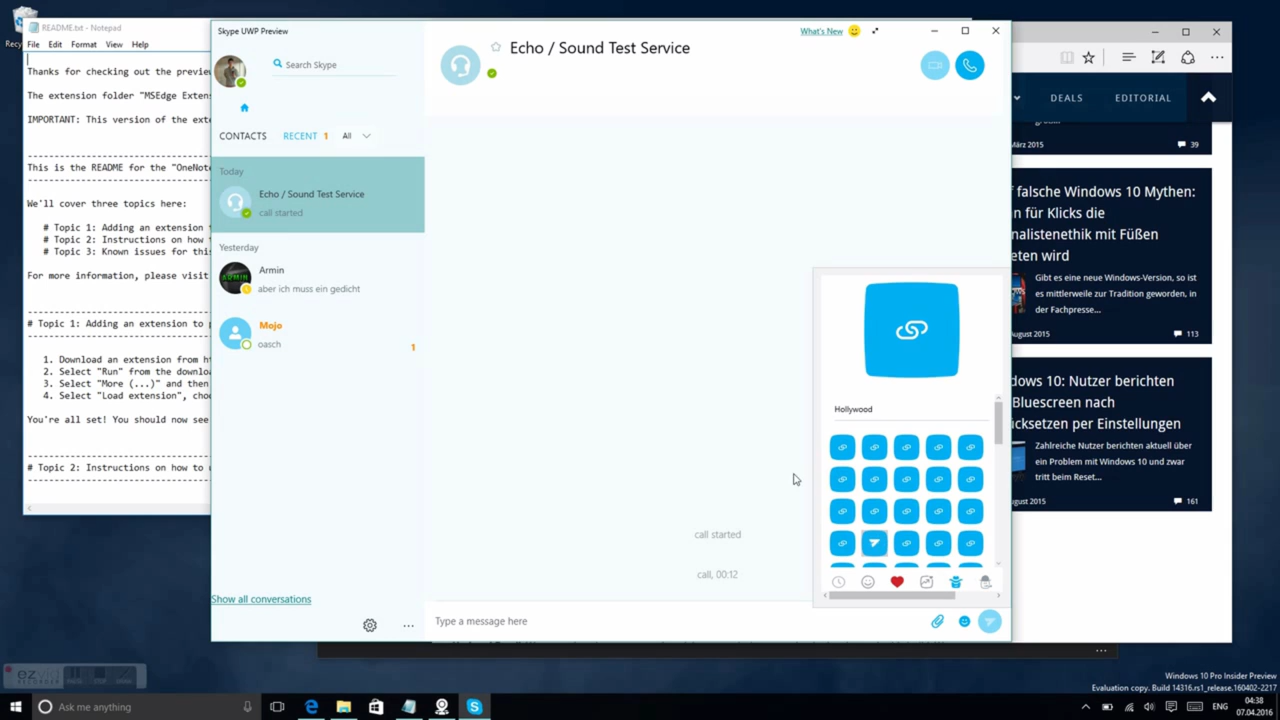 README.txt - Notepad
File Edit Format View Help
Thanks for checking out the preview
The extension folder "MSEdge Extens
IMPORTANT: This version of the exte
This is the README for the "OneNote
We'll cover three topics here:
# Topic 1: Adding an extension
# Topic 2: Instructions on how t
# Topic 3: Known issues for this
For more information, please visit
# Topic 1: Adding an extension to p
1. Download an extension from ht
2. Select "Run" from the downloa
3. Select "More (...)" and then
4. Select "Load extension", choo
You're all set! You should now see
# Topic 2: Instructions on how to u
Skype UWP Preview
Search Skype
CONTACTS RECENT 1 All
Today
Echo / Sound Test Service
call started
Yesterday
Armin
aber ich muss ein gedicht
ARMIN
Mojo
oasch
1
Show all conversations
...
What's New
Echo / Sound Test Service
call started
call, 00:12
Type a message here
Hollywood
DEALS EDITORIAL
März 2015 39
f falsche Windows 10 Mythen:
n für Klicks die
nalistenethik mit Füßen
eten wird
Gibt es eine neue Windows-Version, so ist
es mittlerweile zur Tradition geworden, in
der Fachpresse...
ugust 2015 113
dows 10: Nutzer berichten
Bluescreen nach
cksetzen per Einstellungen
Zahlreiche Nutzer berichten aktuell über
ein Problem mit Windows 10 und zwar
tritt beim Reset...
ugust 2015 161
ezvid
RECORDER
Windows 10 Pro Insider Preview
Evaluation copy. Build 14316.rs1_release.160402-2217
Ask me anything
ENG
04:38
07.04.2016